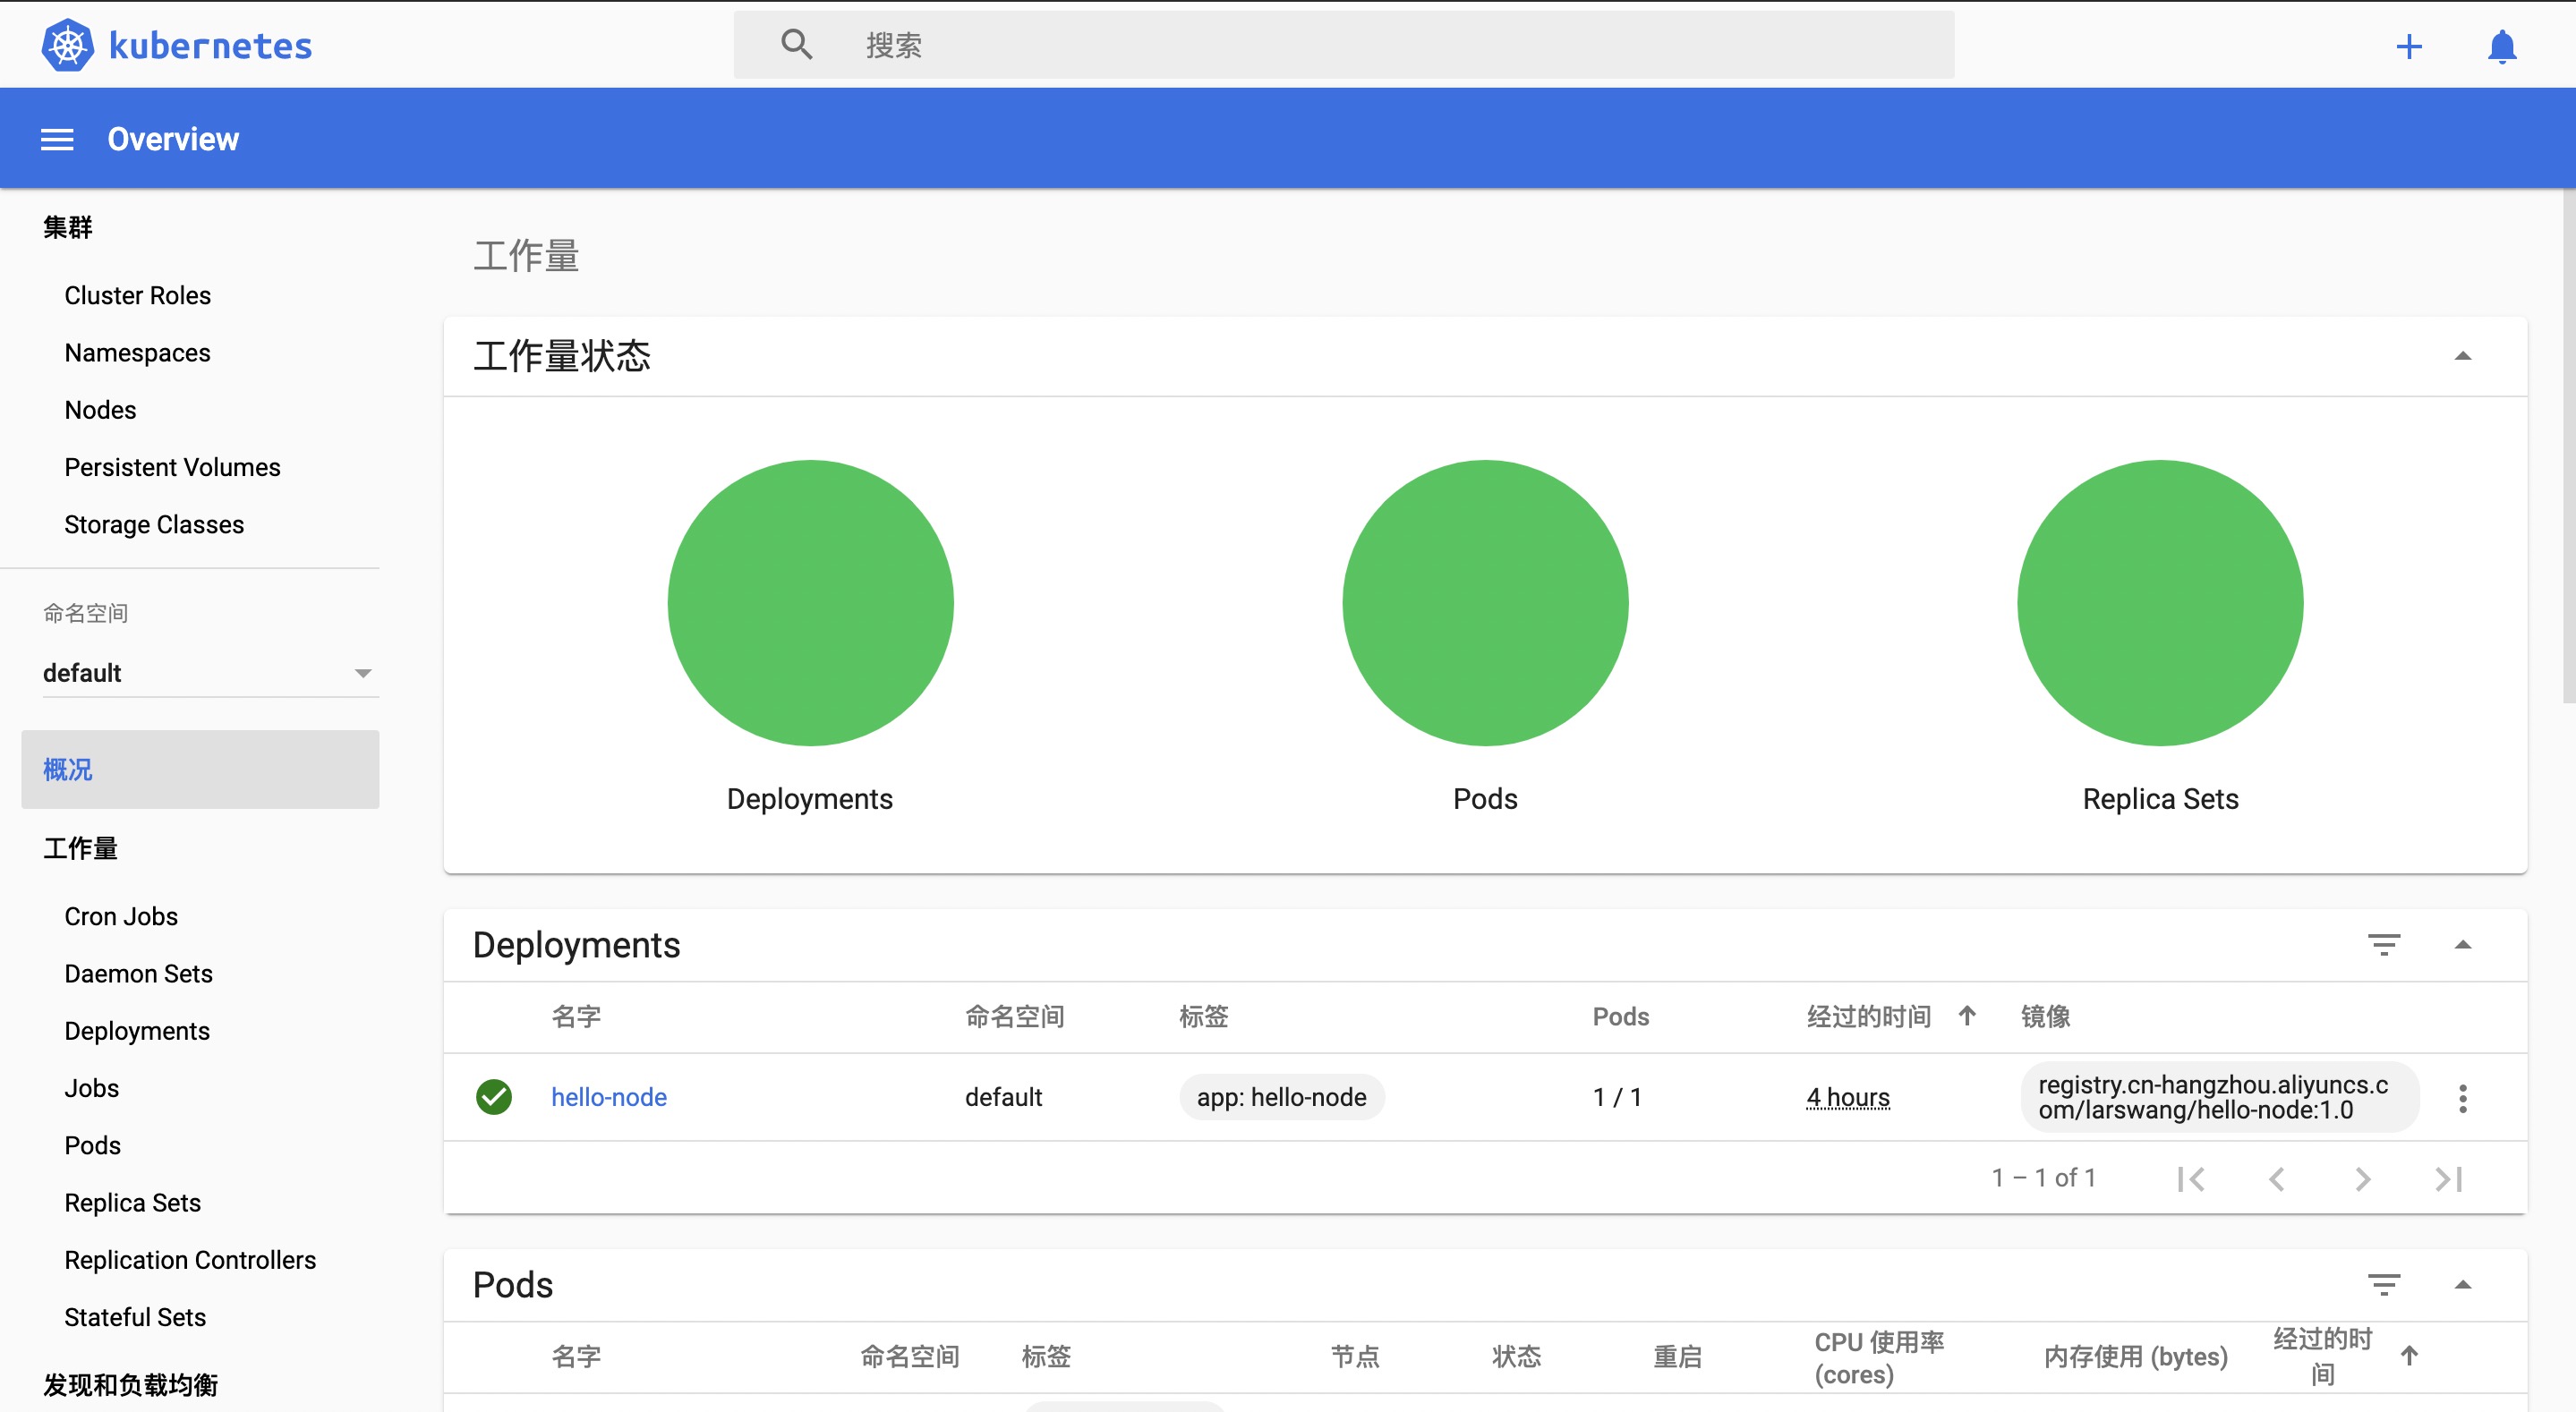 kubernetes
搜索
Overview
集群
Cluster Roles
Namespaces
Nodes
Persistent Volumes
Storage Classes
命名空间
default
概况
工作量
Cron Jobs
Daemon Sets
Deployments
Jobs
Pods
Replica Sets
Replication Controllers
Stateful Sets
发现和负载均衡
工作量
工作量状态
Deployments
Pods
Replica Sets
Deployments
名字 命名空间 标签 Pods 经过的时间 镜像
hello-node default app: hello-node 1 / 1 4 hours registry.cn-hangzhou.aliyuncs.c
om/larswang/hello-node:1.0
1 – 1 of 1
Pods
名字 命名空间 标签 节点 状态 重启 CPU 使用率
(cores) 内存使用 (bytes) 经过的时
间